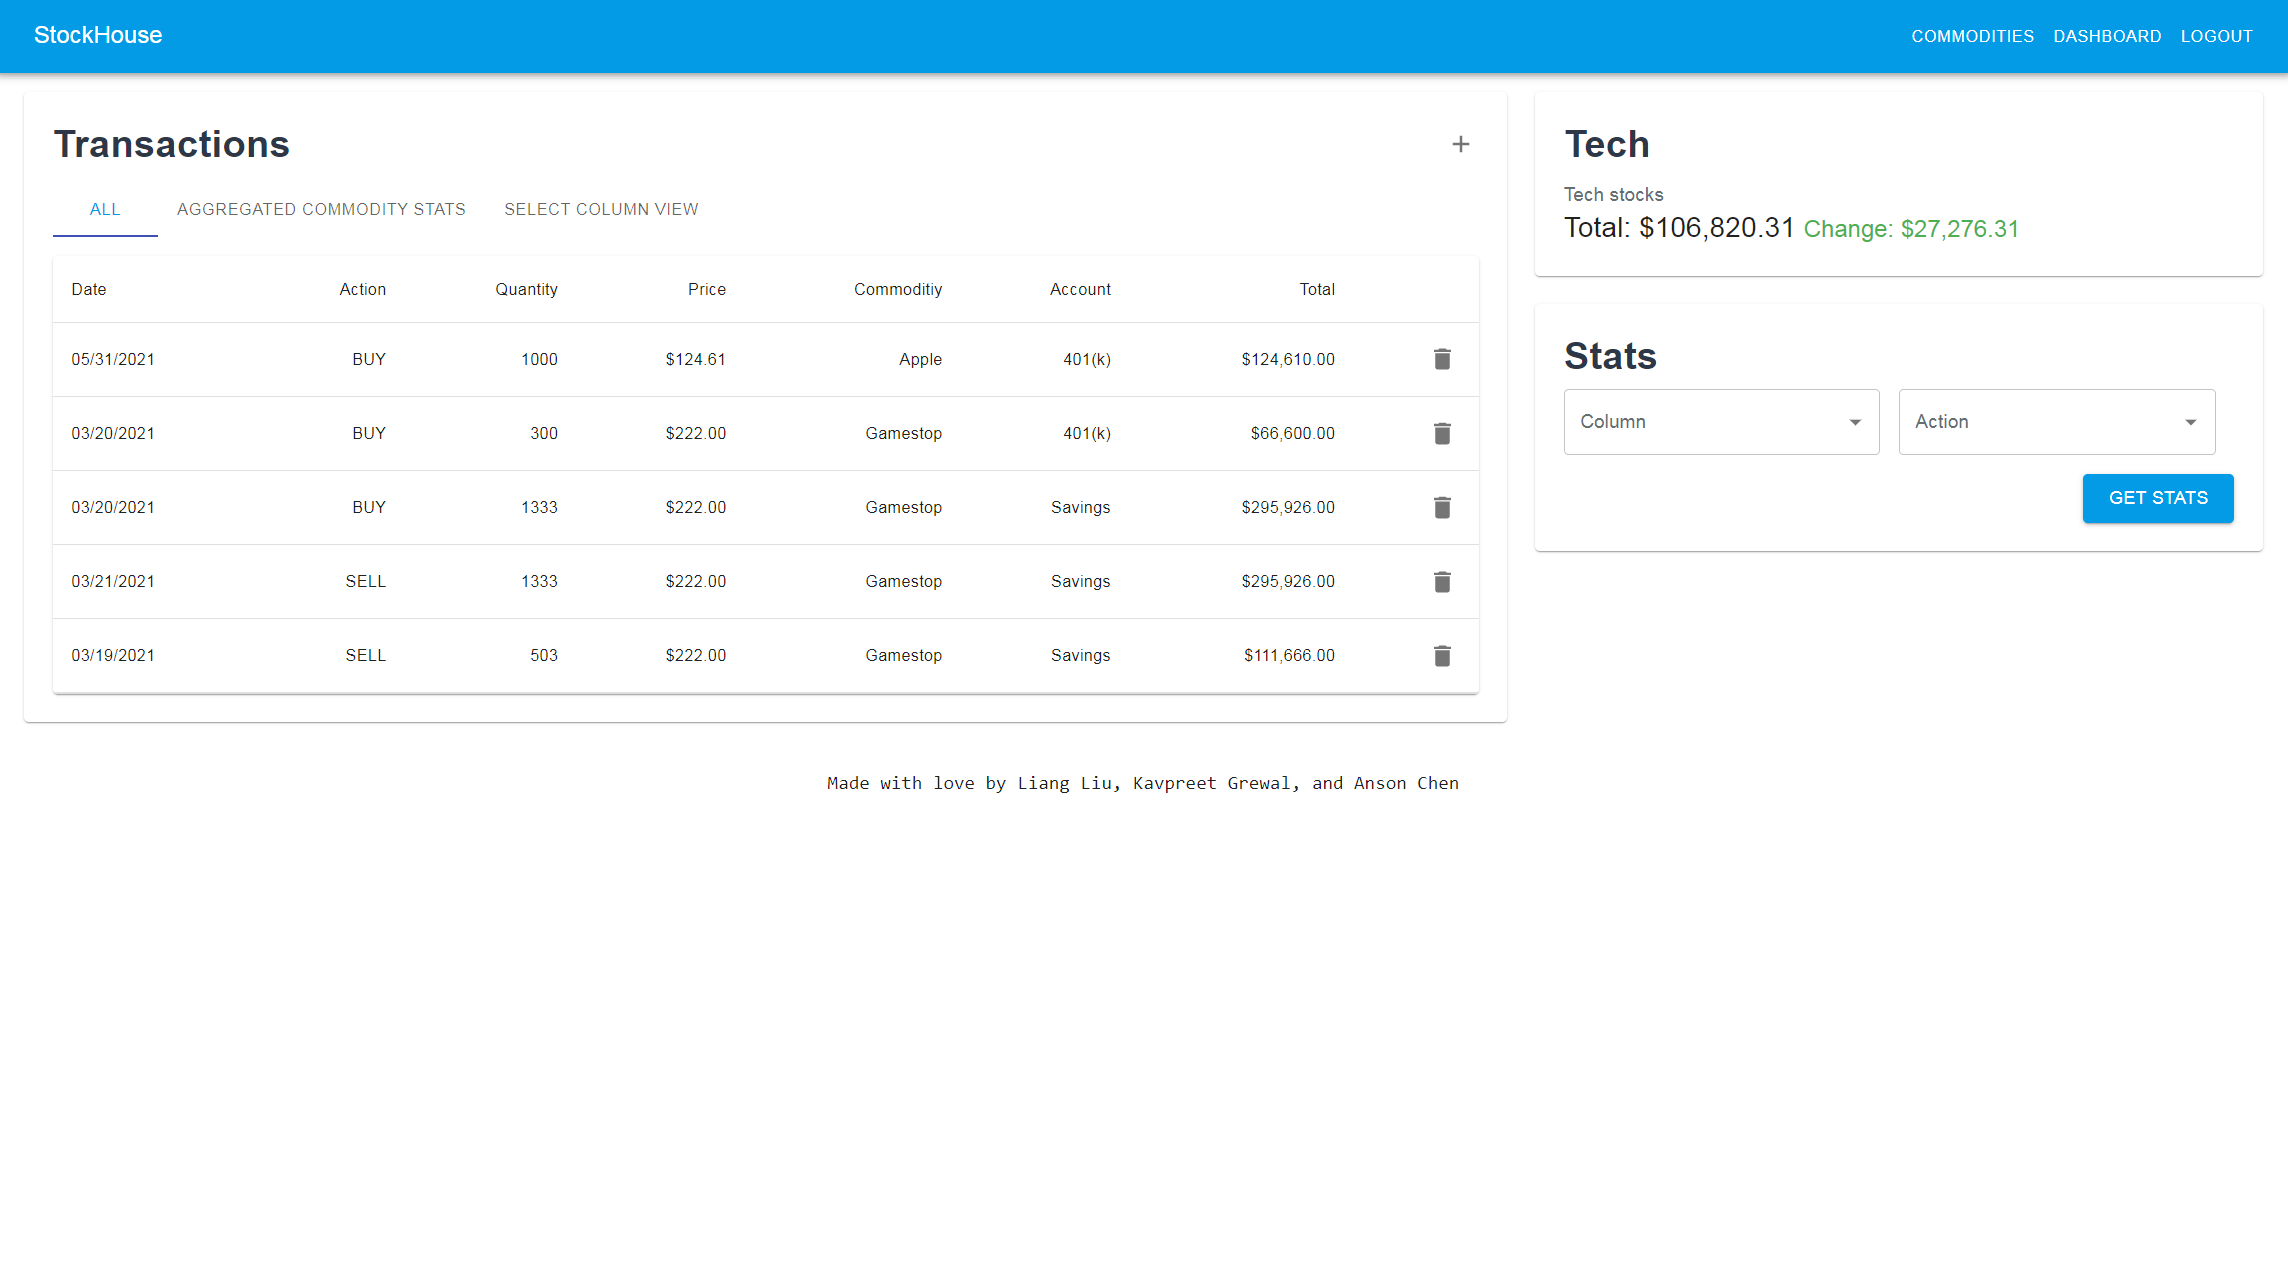 StockHouse
COMMODITIES DASHBOARD LOGOUT
Transactions
ALL AGGREGATED COMMODITY STATS SELECT COLUMN VIEW
Date Action Quantity Price Commoditiy Account Total
05/31/2021 BUY 1000 $124.61 Apple 401(k) $124,610.00
03/20/2021 BUY 300 $222.00 Gamestop 401(k) $66,600.00
03/20/2021 BUY 1333 $222.00 Gamestop Savings $295,926.00
03/21/2021 SELL 1333 $222.00 Gamestop Savings $295,926.00
03/19/2021 SELL 503 $222.00 Gamestop Savings $111,666.00
Tech
Tech stocks
Total: $106,820.31 Change: $27,276.31
Stats
Column Action
GET STATS
Made with love by Liang Liu, Kavpreet Grewal, and Anson Chen